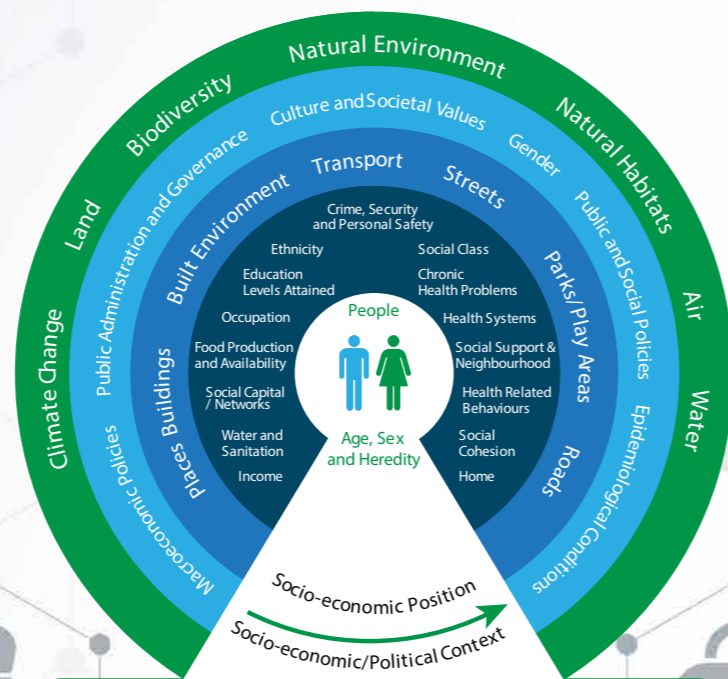 Natural Environment
Biodiversity
Natural Habitats
Land
Air
Climate Change
Water
Culture and Societal Values
Public Administration and Governance
Gender
Public and Social Policies
Macroeconomic Policies
Epidemiological Conditions
Transport
Built Environment
Streets
Places Buildings
Parks/Play Areas
Roads
Crime, Security
and Personal Safety
Ethnicity
Social Class
Education
Levels Attained
Chronic
Health Problems
Occupation
Health Systems
Food Production
and Availability
Social Support &
Neighbourhood
Social Capital
/ Networks
Health Related
Behaviours
Water and
Sanitation
Social
Cohesion
Income
Home
People
Age, Sex
and Heredity
Socio-economic Position
Socio-economic/Political Context